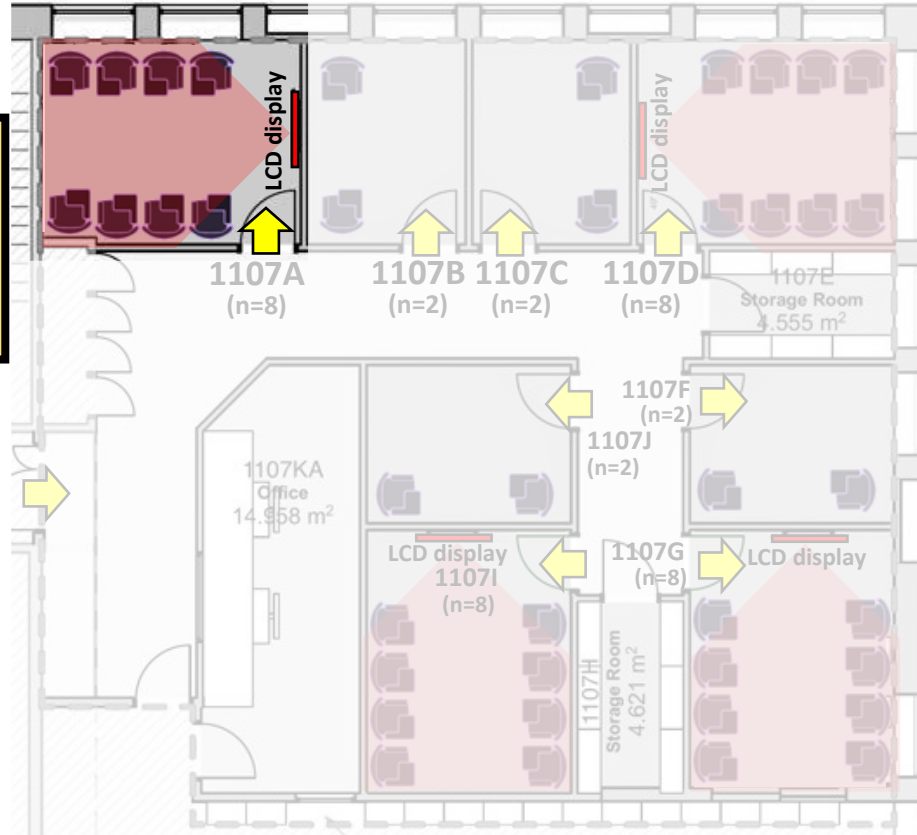 LCD display
LCD display
1107A
(n=8)
1107B
(n=2)
1107C
(n=2)
1107D
(n=8)
1107E
Storage Room
4.555 m²
1107F
(n=2)
1107J
(n=2)
1107KA
Office
14.958 m²
LCD display
1107I
(n=8)
1107G
(n=8)
LCD display
1107H
Storage Room
4.621 m²